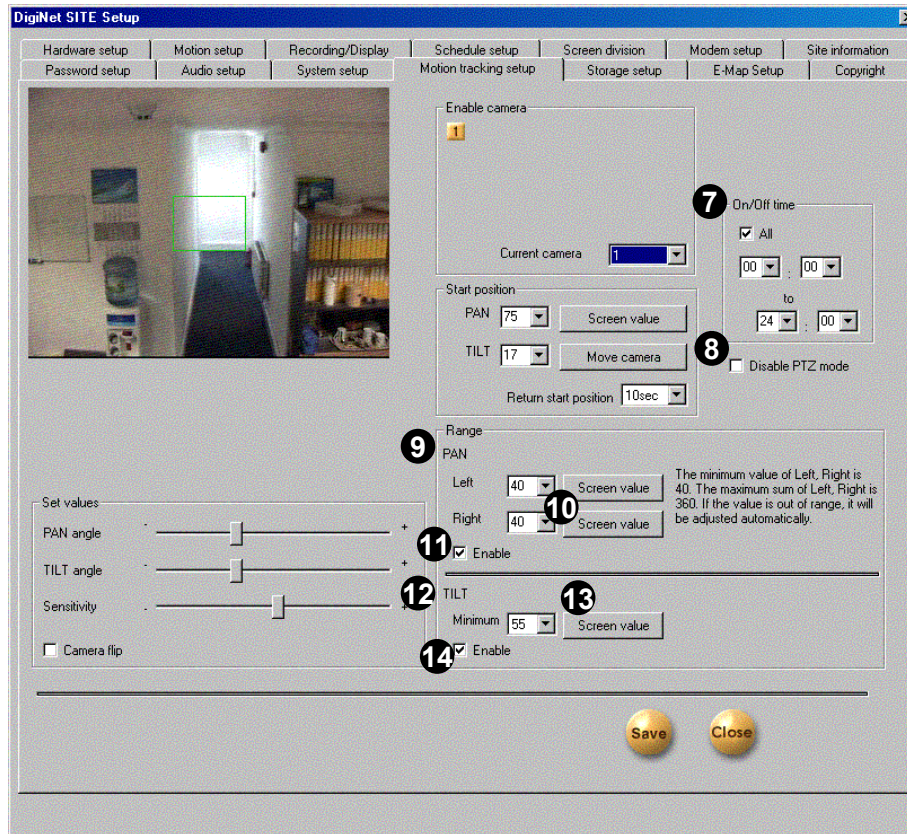 DigiNet SITE Setup
Hardware setup Motion setup Recording/Display Schedule setup Screen division Modem setup Site information
Password setup Audio setup System setup Motion tracking setup Storage setup E-Map Setup Copyright
Enable camera
1
Current camera 1
7
On/Off time
All
00 : 00
to
24 : 00
8
Disable PTZ mode
Start position
PAN 75 Screen value
TILT 17 Move camera
Return start position 10sec
9
Range
PAN
Left 40 Screen value
10
Right 40 Screen value
The minimum value of Left, Right is
40. The maximum sum of Left, Right is
360. If the value is out of range, it will
be adjusted automatically.
11
Enable
12
TILT
13
Minimum 55 Screen value
14
Enable
Set values
PAN angle - +
TILT angle - +
Sensitivity - +
Camera flip
Save Close